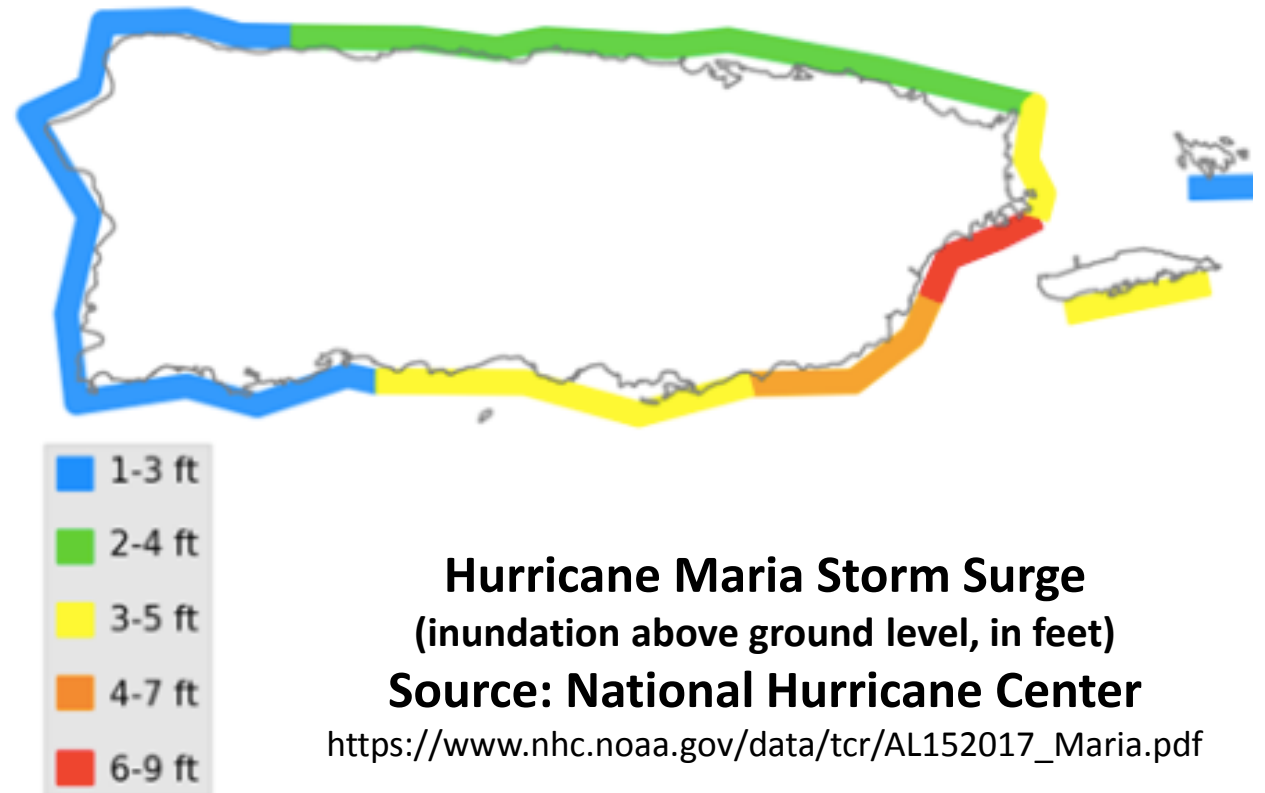 1-3 ft
2-4 ft
3-5 ft
4-7 ft
6-9 ft
Hurricane Maria Storm Surge
(inundation above ground level, in feet)
Source: National Hurricane Center
https://www.nhc.noaa.gov/data/tcr/AL152017_Maria.pdf